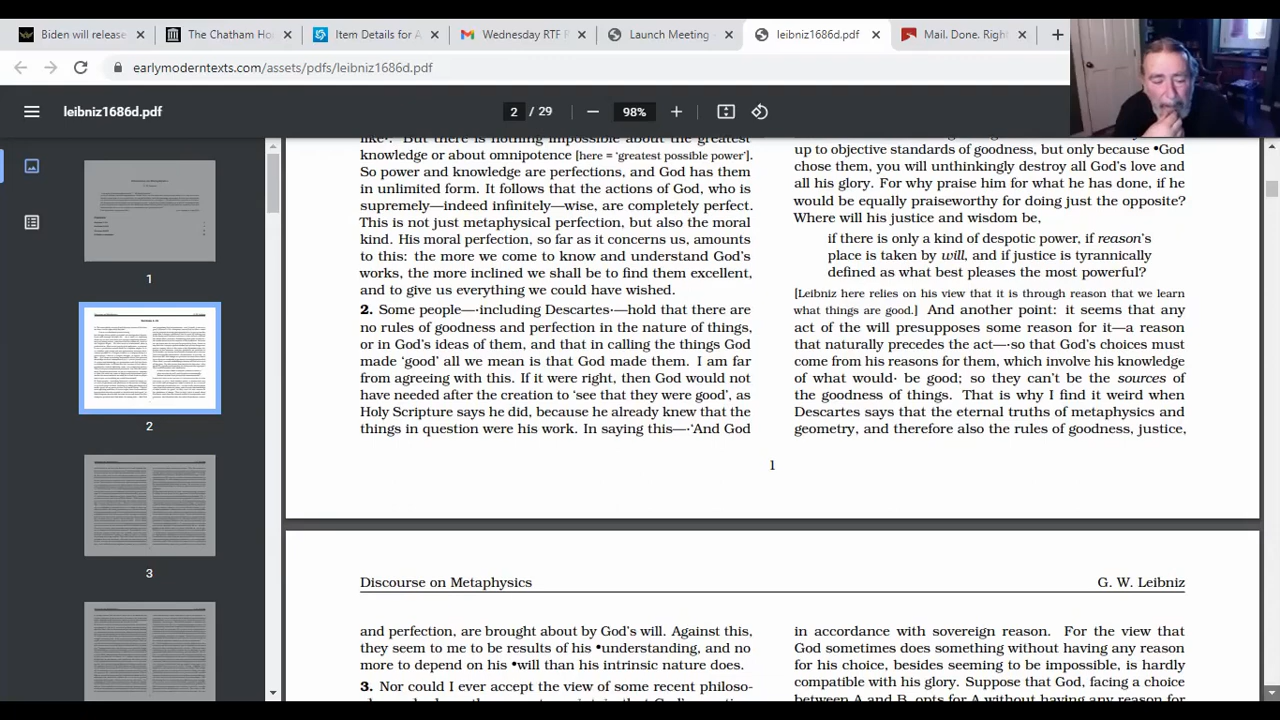 Biden will release
The Chatham Ho
Item Details for A
Wednesday RTF R
Launch Meeting -
leibniz1686d.pdf
Mail. Done. Righ
earlymoderntexts.com/assets/pdfs/leibniz1686d.pdf
leibniz1686d.pdf
2 / 29
98%
1
2
3
like·. But there is nothing impossible about the greatest
knowledge or about omnipotence [here = 'greatest possible power'].
So power and knowledge are perfections, and God has them
in unlimited form. It follows that the actions of God, who is
supremely—indeed infinitely—wise, are completely perfect.
This is not just metaphysical perfection, but also the moral
kind. His moral perfection, so far as it concerns us, amounts
to this: the more we come to know and understand God's
works, the more inclined we shall be to find them excellent,
and to give us everything we could have wished.
2. Some people—·including Descartes·—hold that there are
no rules of goodness and perfection in the nature of things,
or in God's ideas of them, and that in calling the things God
made 'good' all we mean is that God made them. I am far
from agreeing with this. If it were right, then God would not
have needed after the creation to 'see that they were good', as
Holy Scripture says he did, because he already knew that the
things in question were his work. In saying this—·'And God
up to objective standards of goodness, but only because •God
chose them, you will unthinkingly destroy all God's love and
all his glory. For why praise him for what he has done, if he
would be equally praiseworthy for doing just the opposite?
Where will his justice and wisdom be,
if there is only a kind of despotic power, if reason's
place is taken by will, and if justice is tyrannically
defined as what best pleases the most powerful?
[Leibniz here relies on his view that it is through reason that we learn
what things are good.] And another point: it seems that any
act of the will presupposes some reason for it—a reason
that naturally precedes the act—·so that God's choices must
come from his reasons for them, which involve his knowledge
of what would· be good; so they can't be the sources of
the goodness of things. That is why I find it weird when
Descartes says that the eternal truths of metaphysics and
geometry, and therefore also the rules of goodness, justice,
1
Discourse on Metaphysics
G. W. Leibniz
and perfection, are brought about by God's will. Against this,
they seem to me to be results of his •understanding, and no
more to depend on his •will than his intrinsic nature does.
3. Nor could I ever accept the view of some recent philoso-
in accordance with sovereign reason. For the view that
God sometimes does something without having any reason
for his choice, besides seeming to be impossible, is hardly
compatible with his glory. Suppose that God, facing a choice
between A and B, opts for A without having any reason for